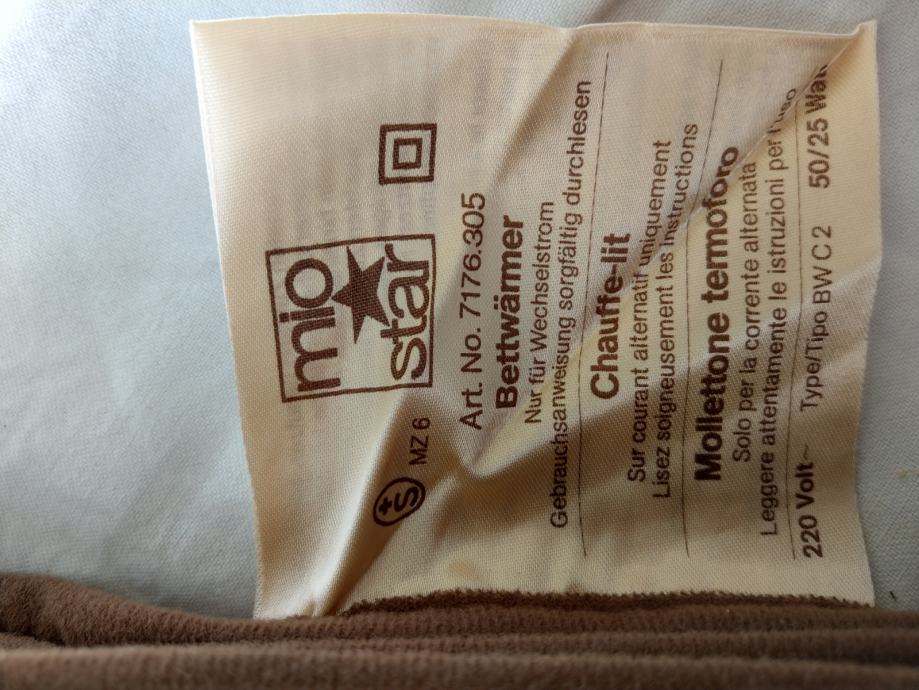 mio
star
+S MZ 6
Art. No. 7176.305
Bettwärmer
Nur für Wechselstrom
Gebrauchsanweisung sorgfältig durchlesen
Chauffe-lit
Sur courant alternatif uniquement
Lisez soigneusement les instructions
Mollettone termoforo
Solo per la corrente alternata
Leggere attentamente le istruzioni per l'uso
220 Volt~ Type/Tipo BW C 2 50/25 Watt